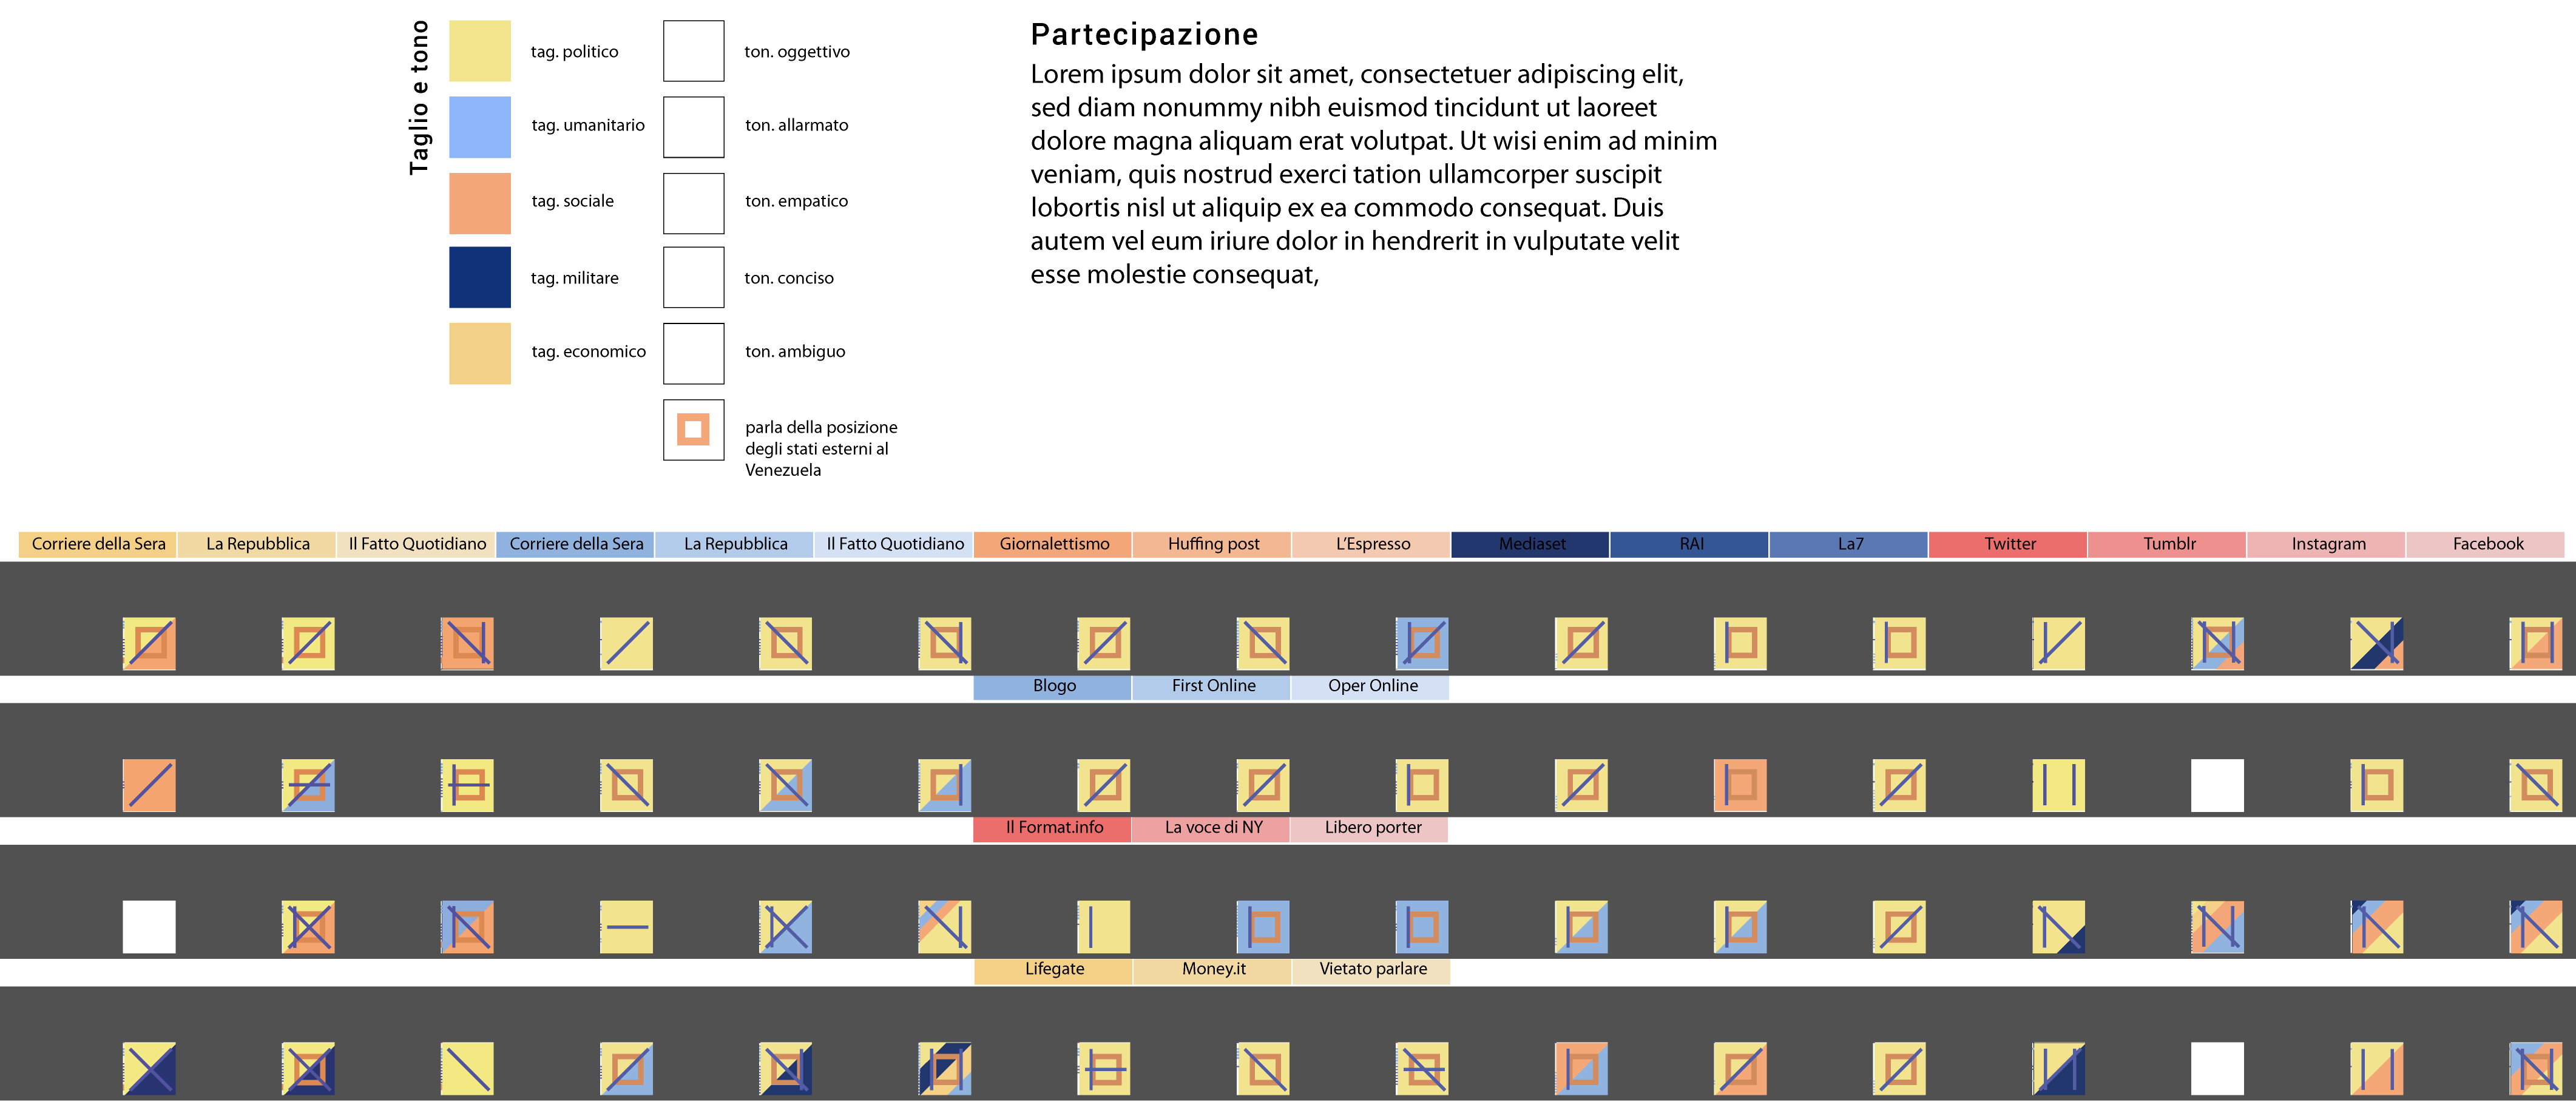 Taglio e tono
tag. politico
tag. umanitario
tag. sociale
tag. militare
tag. economico
ton. oggettivo
ton. allarmato
ton. empatico
ton. conciso
ton. ambiguo
parla della posizione
degli stati esterni al
Venezuela
Partecipazione
Lorem ipsum dolor sit amet, consectetuer adipiscing elit,
sed diam nonummy nibh euismod tincidunt ut laoreet
dolore magna aliquam erat volutpat. Ut wisi enim ad minim
veniam, quis nostrud exerci tation ullamcorper suscipit
lobortis nisl ut aliquip ex ea commodo consequat. Duis
autem vel eum iriure dolor in hendrerit in vulputate velit
esse molestie consequat,
Corriere della Sera La Repubblica Il Fatto Quotidiano Corriere della Sera La Repubblica Il Fatto Quotidiano Giornalettismo Huffing post L'Espresso Mediaset RAI La7 Twitter Tumblr Instagram Facebook
Blogo First Online Oper Online
Il Format.info La voce di NY Libero porter
Lifegate Money.it Vietato parlare